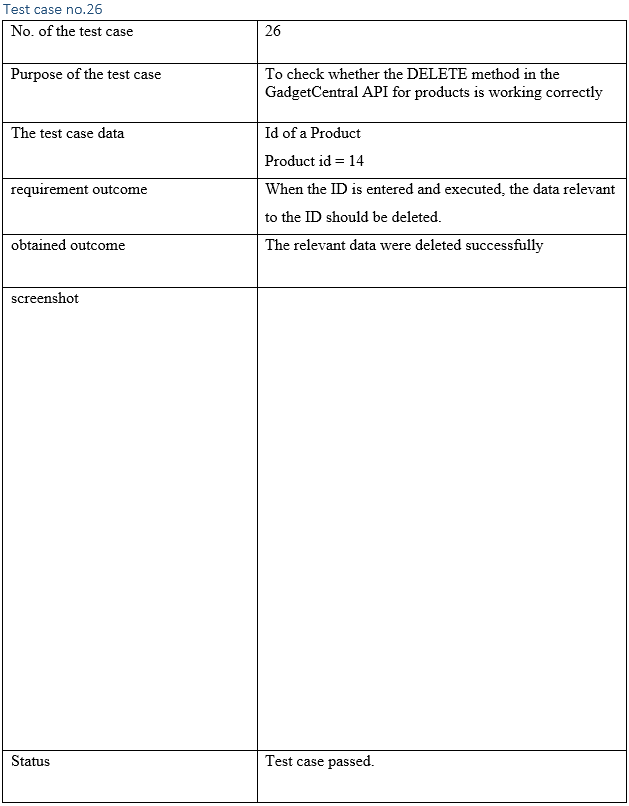 Test case no.26
No. of the test case
26
Purpose of the test case
To check whether the DELETE method in the
GadgetCentral API for products is working correctly
The test case data
Id of a Product
Product id = 14
requirement outcome
When the ID is entered and executed, the data relevant
to the ID should be deleted.
obtained outcome
The relevant data were deleted successfully
screenshot
Status
Test case passed.